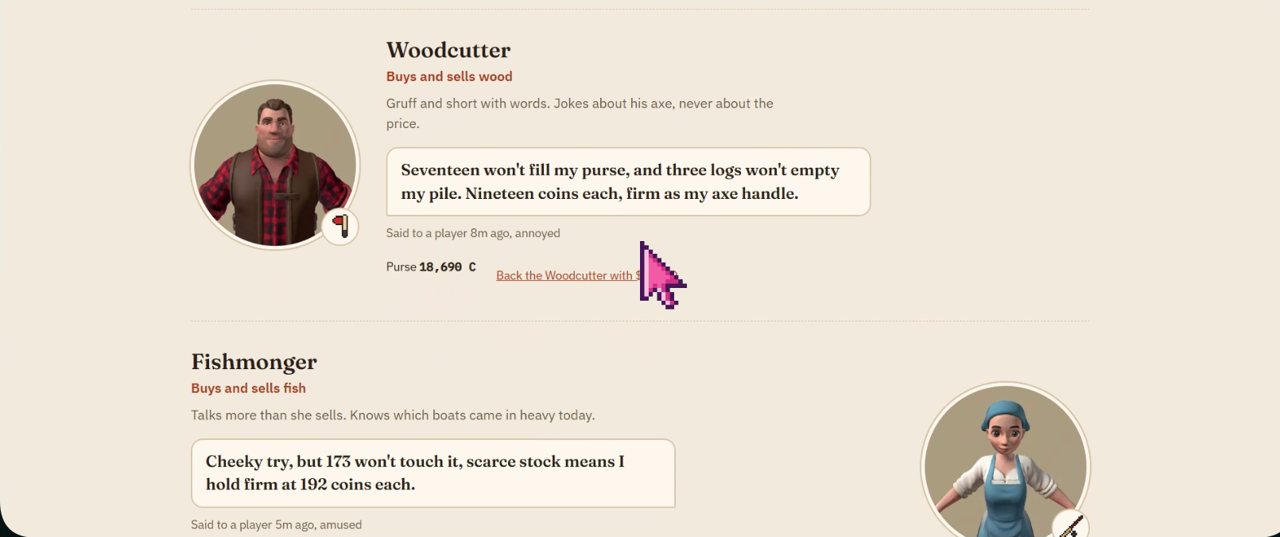 Woodcutter
Buys and sells wood
Gruff and short with words. Jokes about his axe, never about the
price.
Seventeen won't fill my purse, and three logs won't empty
my pile. Nineteen coins each, firm as my axe handle.
Said to a player 8m ago, annoyed
Purse 18,690 C
Back the Woodcutter with
Fishmonger
Buys and sells fish
Talks more than she sells. Knows which boats came in heavy today.
Cheeky try, but 173 won't touch it, scarce stock means I
hold firm at 192 coins each.
Said to a player 5m ago, amused